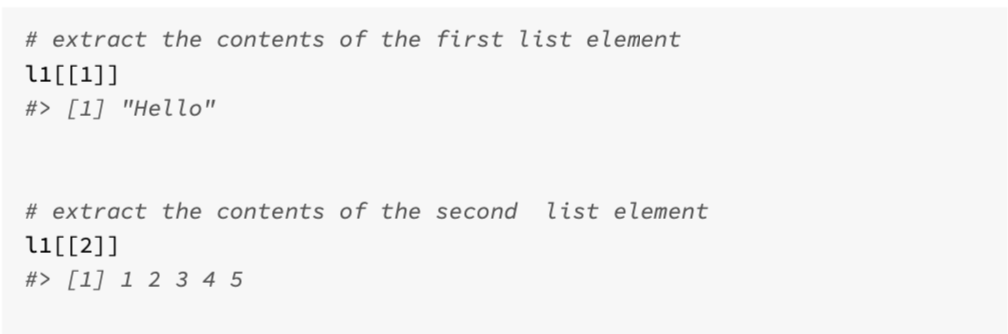 # extract the contents of the first list element
l1[[1]]
#> [1] "Hello"
# extract the contents of the second  list element
l1[[2]]
#> [1] 1 2 3 4 5